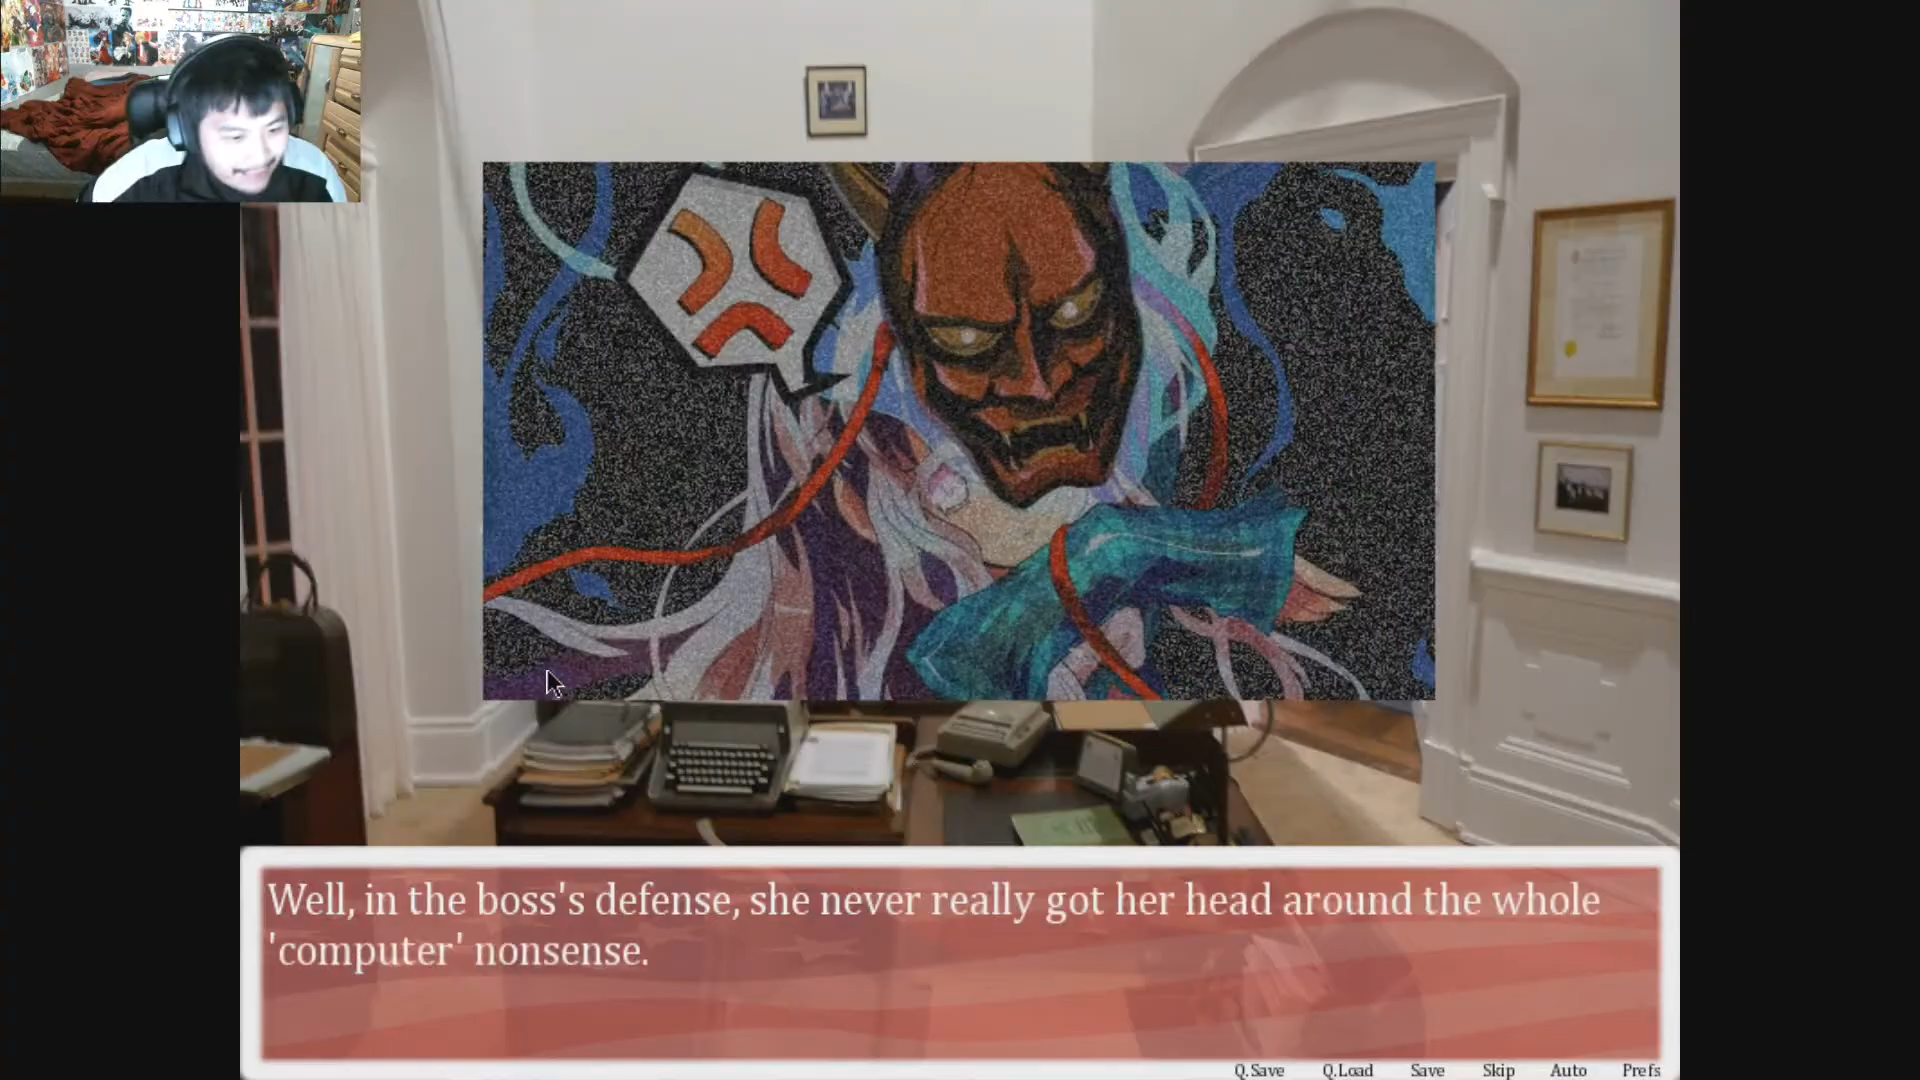 Well, in the boss's defense, she never really got her head around the whole
'computer' nonsense.
Q.Save Q.Load Save Skip Auto Prefs